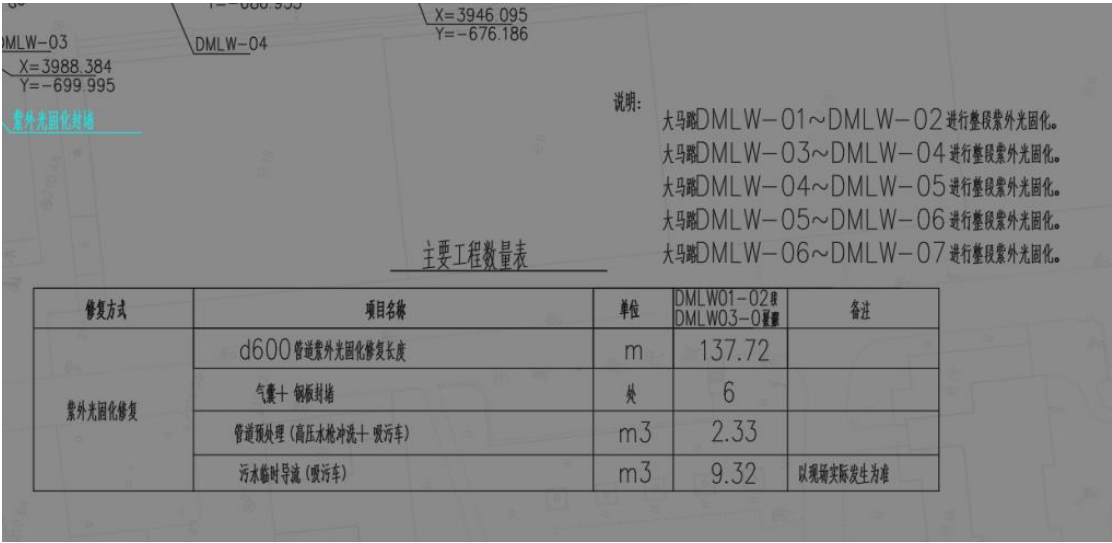 X=3946.095
Y=-676.186
DMLW-04
X=3988.384
Y=-699.995
紫外光固化封堵
说明:
大马路DMLW-01~DMLW-02进行整段紫外光固化。
大马路DMLW-03~DMLW-04进行整段紫外光固化。
大马路DMLW-04~DMLW-05进行整段紫外光固化。
大马路DMLW-05~DMLW-06进行整段紫外光固化。
大马路DMLW-06~DMLW-07进行整段紫外光固化。
主要工程数量表
修复方式 项目名称 单位 DMLW01-02段 备注
DMLW03-0
紫外光固化修复
d600管道紫外光固化修复长度 m 137.72
气囊+ 钢板封堵 处 6
管道预处理(高压水枪冲洗+ 吸污车) m3 2.33
污水临时导流(吸污车) m3 9.32 以现场实际发生为准